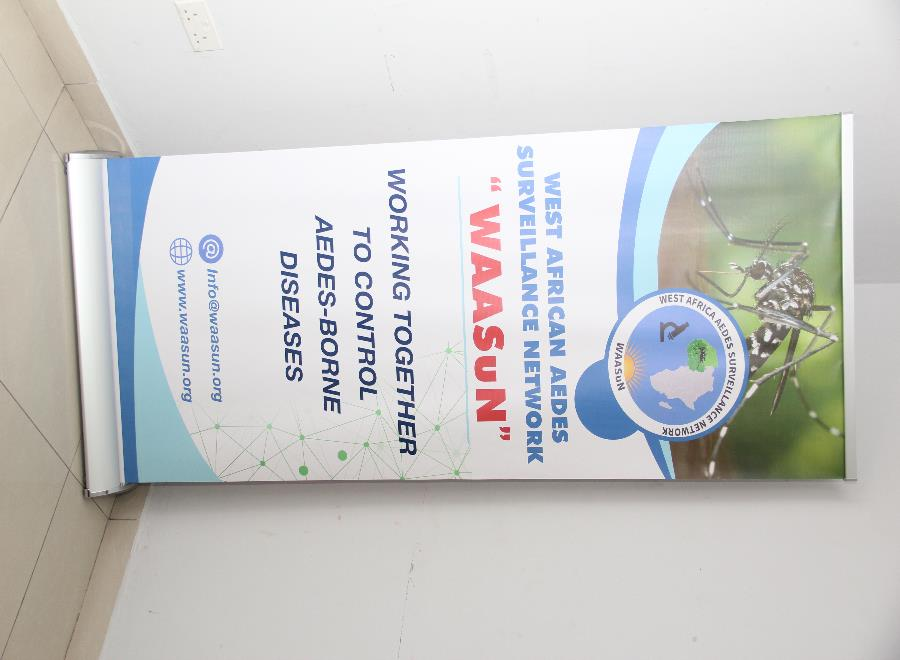 WEST AFRICA AEDES SURVEILLANCE NETWORK
WAASuN
WEST AFRICAN AEDES
SURVEILLANCE NETWORK
“WAASuN”
WORKING TOGETHER
TO CONTROL
AEDES-BORNE
DISEASES
@ Info@waasun.org
www.waasun.org